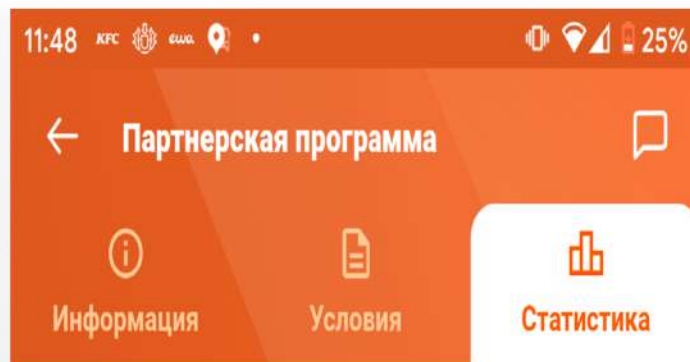 11:48 KFC ewa. 25%
Партнерская программа
Информация Условия Статистика